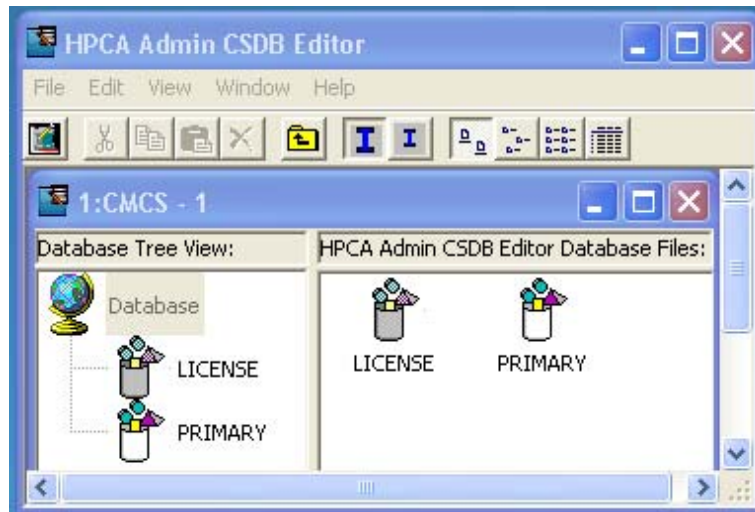 HPCA Admin CSDB Editor
File Edit View Window Help
1:CMCS - 1
Database Tree View:
HPCA Admin CSDB Editor Database Files:
Database
LICENSE
PRIMARY
LICENSE
PRIMARY